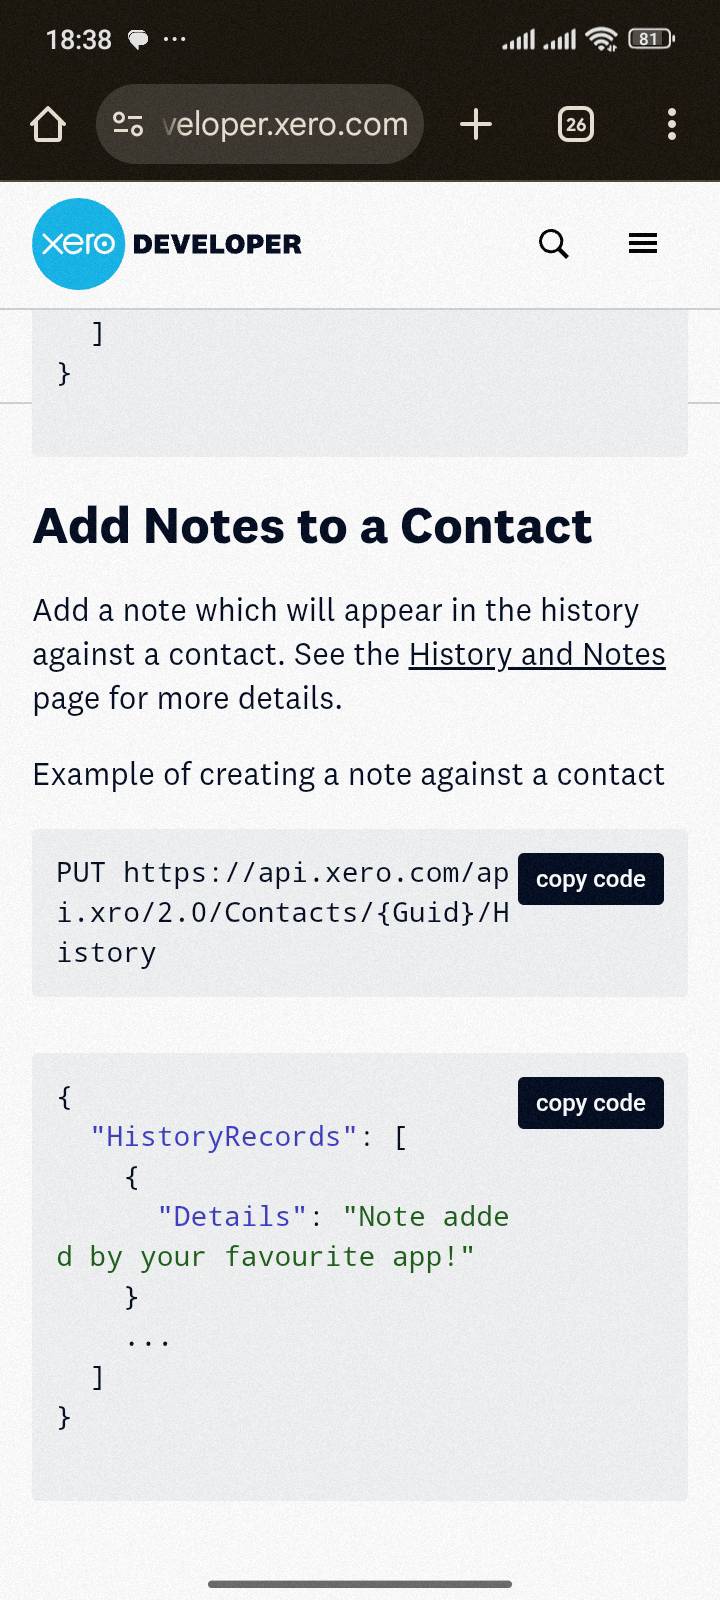 18:38 ... 81
veloper.xero.com 26
xero DEVELOPER
]
}
Add Notes to a Contact
Add a note which will appear in the history
against a contact. See the History and Notes
page for more details.
Example of creating a note against a contact
PUT https://api.xero.com/ap
copy code
i.xro/2.0/Contacts/{Guid}/H
istory
{
copy code
"HistoryRecords": [
{
"Details": "Note adde
d by your favourite app!"
}
...
]
}